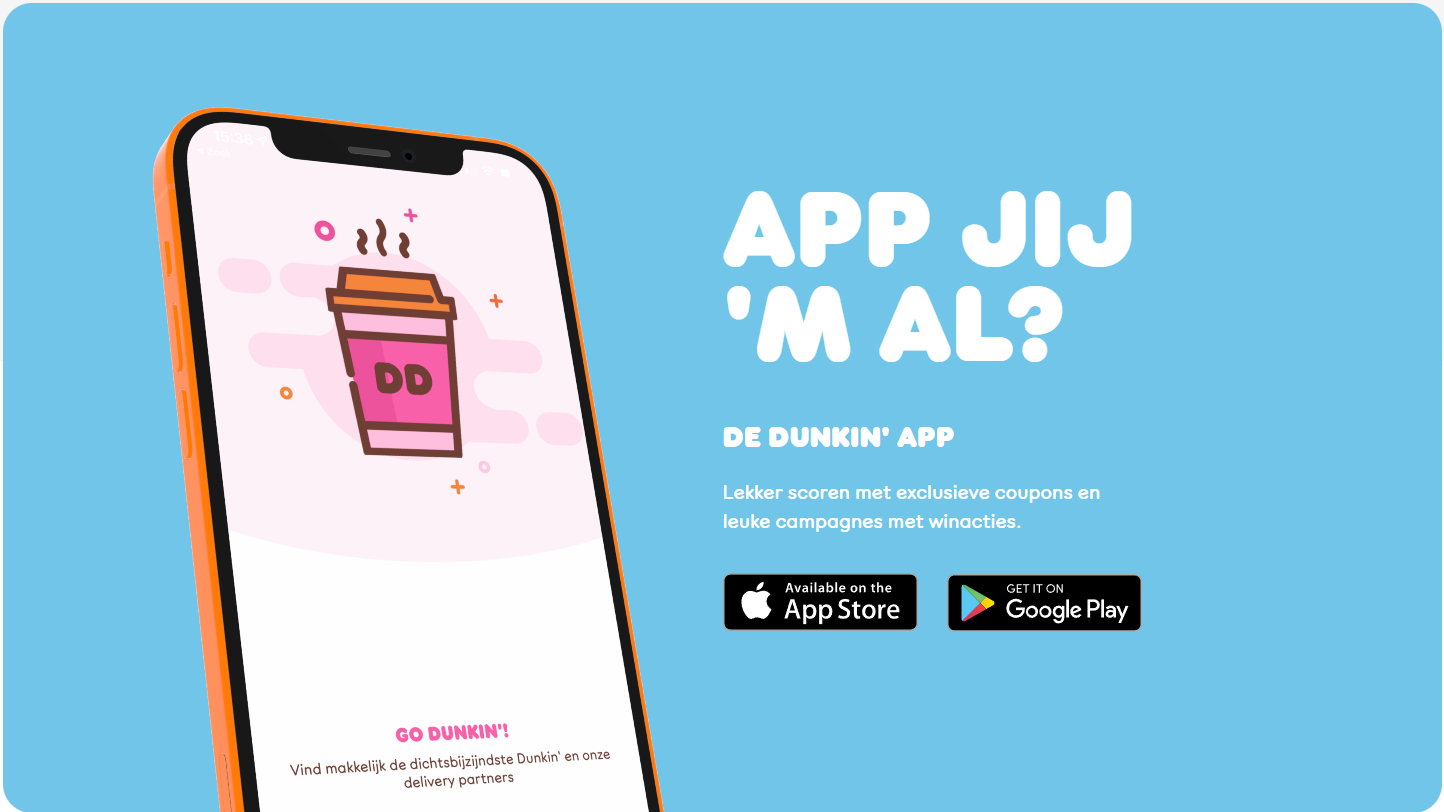 15:38
DD
GO DUNKIN'!
Vind makkelijk de dichtsbijzijndste Dunkin' en onze
delivery partners
APP JIJ
'M AL?
DE DUNKIN' APP
Lekker scoren met exclusieve coupons en
leuke campagnes met winacties.
Available on the
App Store
GET IT ON
Google Play